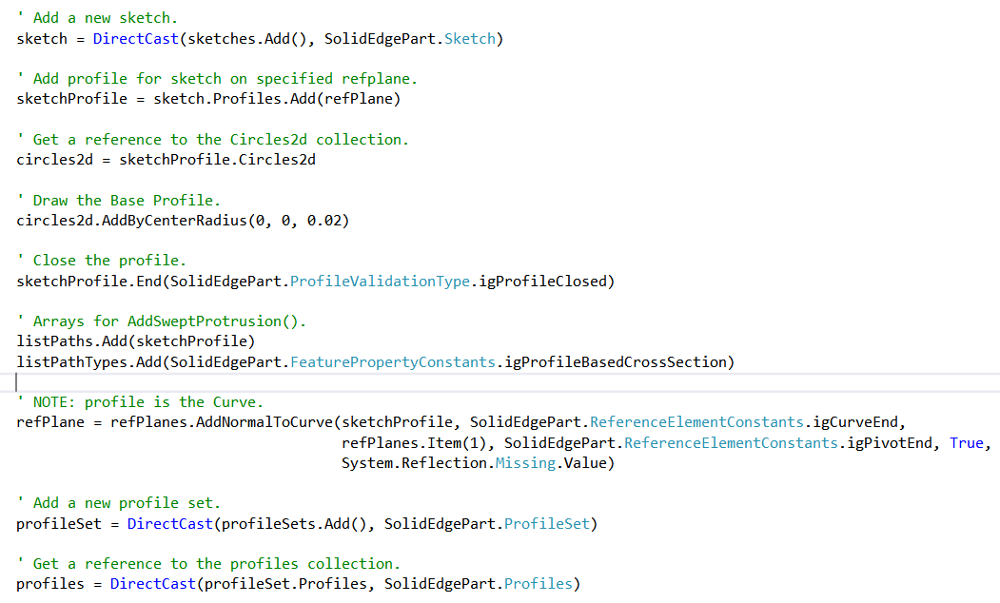 ' Add a new sketch.
sketch = DirectCast(sketches.Add(), SolidEdgePart.Sketch)
' Add profile for sketch on specified refplane.
sketchProfile = sketch.Profiles.Add(refPlane)
' Get a reference to the Circles2d collection.
circles2d = sketchProfile.Circles2d
' Draw the Base Profile.
circles2d.AddByCenterRadius(0, 0, 0.02)
' Close the profile.
sketchProfile.End(SolidEdgePart.ProfileValidationType.igProfileClosed)
' Arrays for AddSweptProtrusion().
listPaths.Add(sketchProfile)
listPathTypes.Add(SolidEdgePart.FeaturePropertyConstants.igProfileBasedCrossSection)
' NOTE: profile is the Curve.
refPlane = refPlanes.AddNormalToCurve(sketchProfile, SolidEdgePart.ReferenceElementConstants.igCurveEnd,
refPlanes.Item(1), SolidEdgePart.ReferenceElementConstants.igPivotEnd, True,
System.Reflection.Missing.Value)
' Add a new profile set.
profileSet = DirectCast(profileSets.Add(), SolidEdgePart.ProfileSet)
' Get a reference to the profiles collection.
profiles = DirectCast(profileSet.Profiles, SolidEdgePart.Profiles)